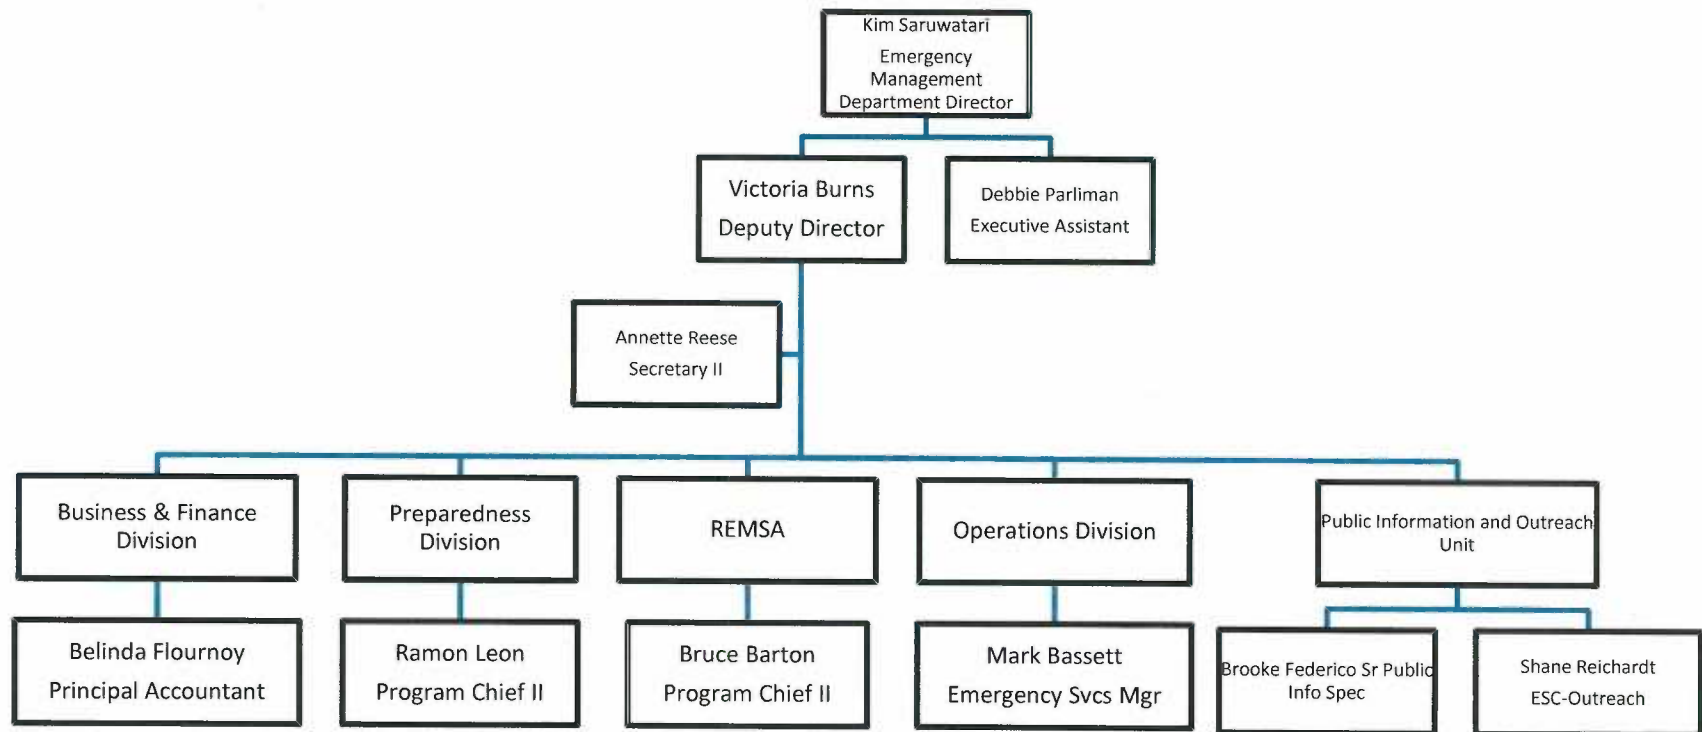 Kim Saruwatari
Emergency
Management
Department Director
Victoria Burns
Deputy Director
Debbie Parliman
Executive Assistant
Annette Reese
Secretary II
Business & Finance
Division
Preparedness
Division
REMSA
Operations Division
Public Information and Outreach
Unit
Belinda Flournoy
Principal Accountant
Ramon Leon
Program Chief II
Bruce Barton
Program Chief II
Mark Bassett
Emergency Svcs Mgr
Brooke Federico Sr Public
Info Spec
Shane Reichardt
ESC-Outreach